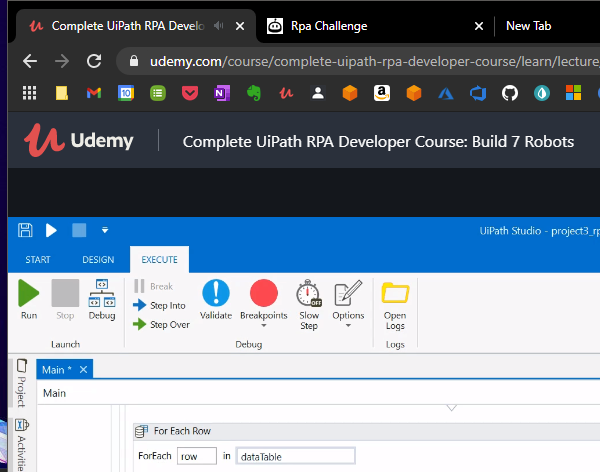 Complete UiPath RPA Develo
Rpa Challenge
New Tab
udemy.com/course/complete-uipath-rpa-developer-course/learn/lecture
Udemy
Complete UiPath RPA Developer Course: Build 7 Robots
UiPath Studio - project3_rp
START DESIGN EXECUTE
Run
Stop
Debug
Launch
Break
Step Into
Step Over
Validate
Breakpoints
Slow
Step
OFF
Options
Debug
Open
Logs
Logs
Main *
Main
Project
Activities
For Each Row
ForEach row in dataTable